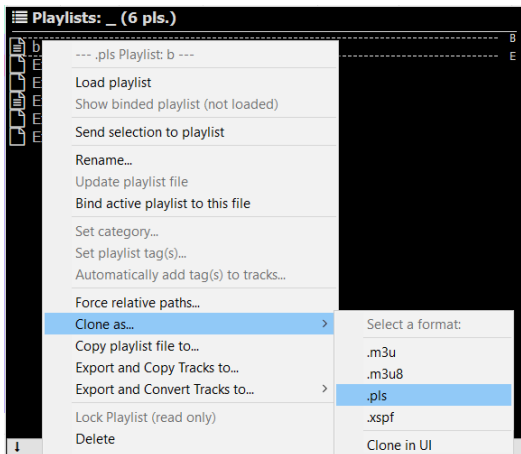 Playlists: _ (6 pls.)
B
b
E
E
E
E
E
E
--- .pls Playlist: b ---
Load playlist
Show binded playlist (not loaded)
Send selection to playlist
Rename...
Update playlist file
Bind active playlist to this file
Set category...
Set playlist tag(s)...
Automatically add tag(s) to tracks...
Force relative paths...
Clone as...
Copy playlist file to...
Export and Copy Tracks to...
Export and Convert Tracks to...
Lock Playlist (read only)
Delete
Select a format:
.m3u
.m3u8
.pls
.xspf
Clone in UI